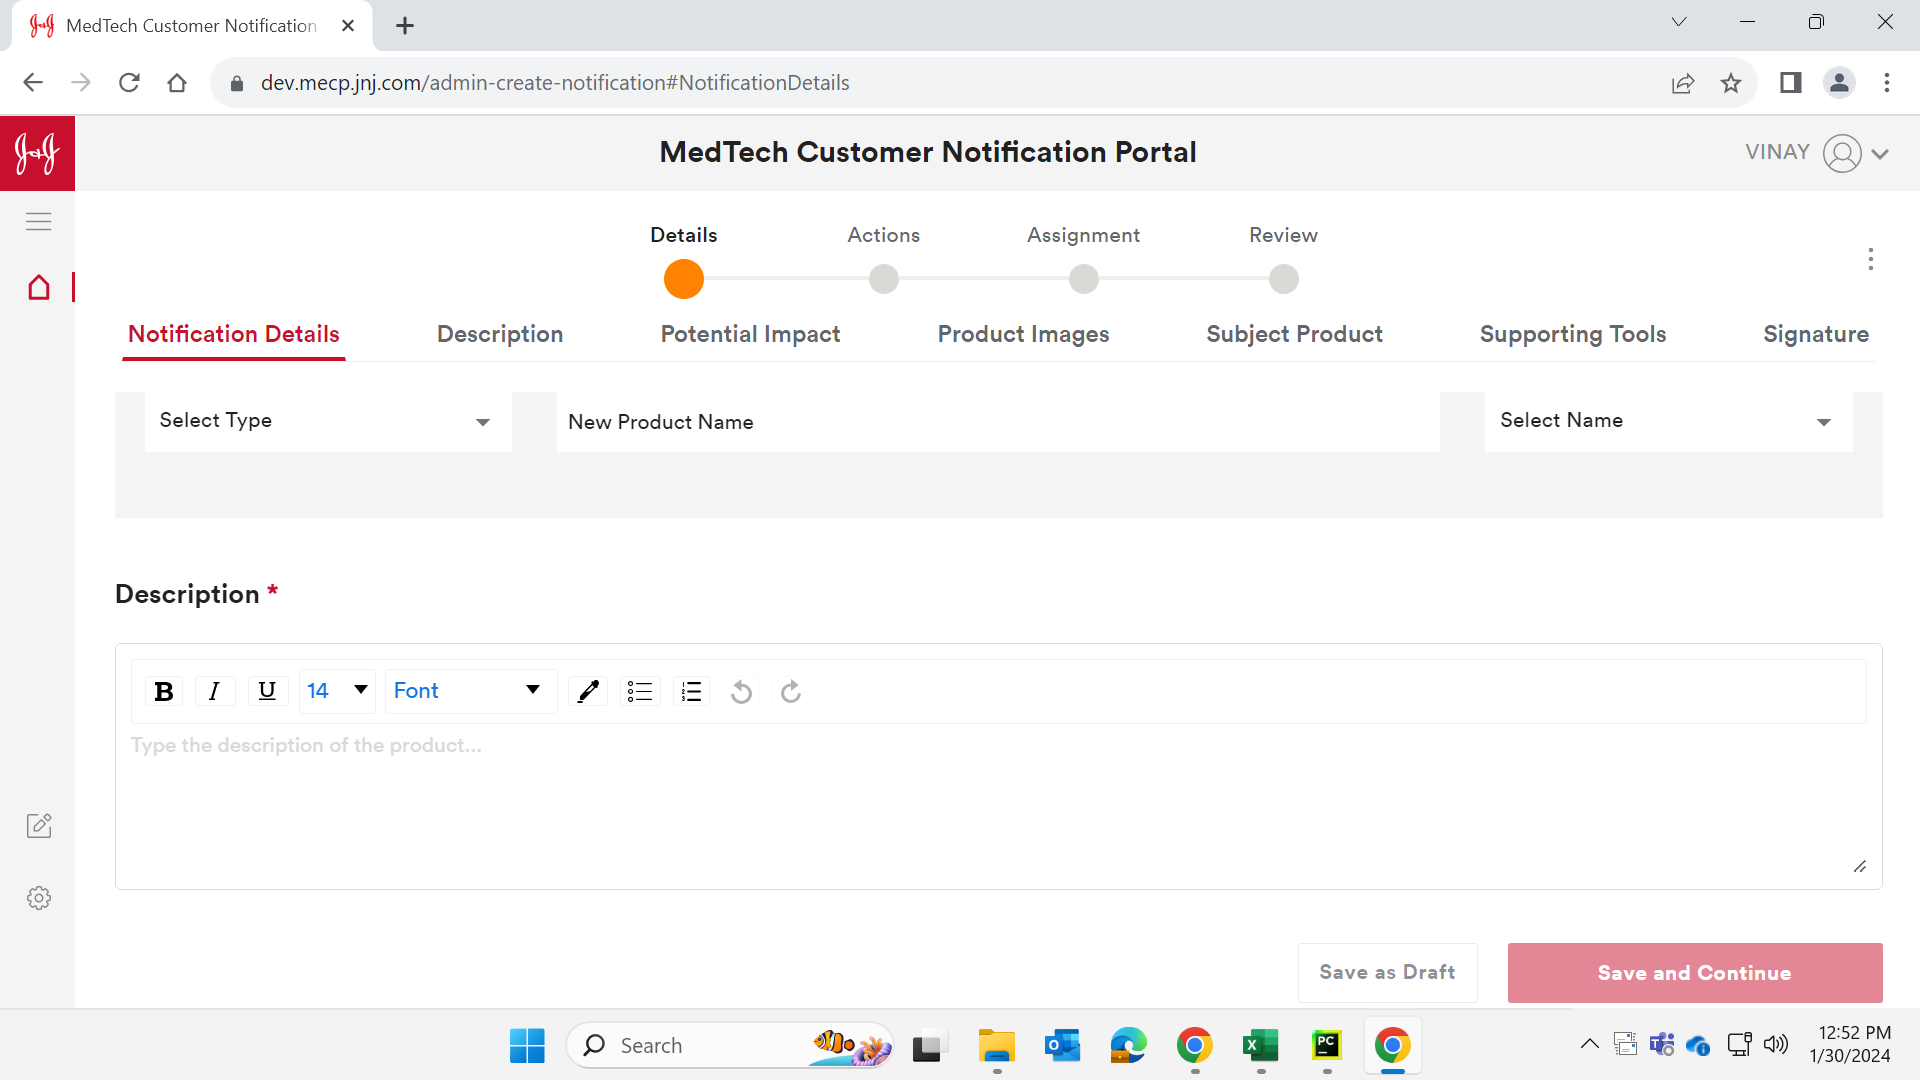 MedTech Customer Notification
dev.mecp.jnj.com/admin-create-notification#NotificationDetails
J&J
MedTech Customer Notification Portal
VINAY
Details Actions Assignment Review
Notification Details Description Potential Impact Product Images Subject Product Supporting Tools Signature
Select Type New Product Name Select Name
Description *
B I U 14 Font
Type the description of the product...
Save as Draft Save and Continue
Search
12:52 PM
1/30/2024